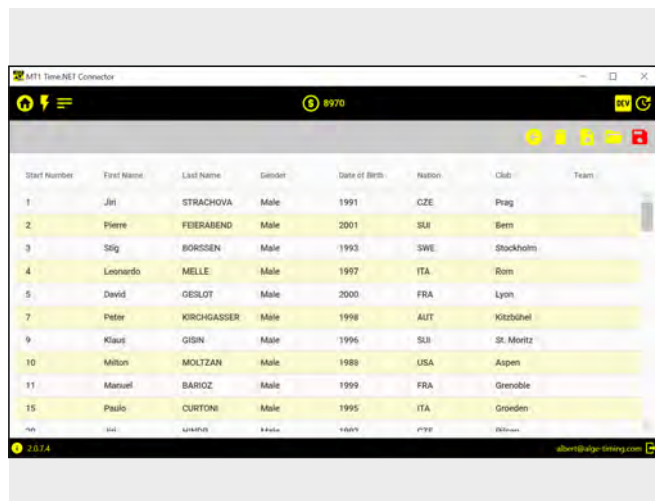 MT1 Time.NET Connector
8970
DEV
Start Number First Name Last Name Gender Date of Birth Nation Club Team
1 Jiri STRACHOVA Male 1991 CZE Prag
2 Pierre FEIERABEND Male 2001 SUI Bern
3 Stig BORSSEN Male 1993 SWE Stockholm
4 Leonardo MELLE Male 1997 ITA Rom
5 David GESLOT Male 2000 FRA Lyon
7 Peter KIRCHGASSER Male 1998 AUT Kitzbühel
9 Klaus GISIN Male 1996 SUI St. Moritz
10 Milton MOLTZAN Male 1989 USA Aspen
11 Manuel BARIOZ Male 1999 FRA Grenoble
15 Paulo CURTONI Male 1995 ITA Groeden
20 Jiri Male CZE
2.0.7.4 albert@alge-timing.com